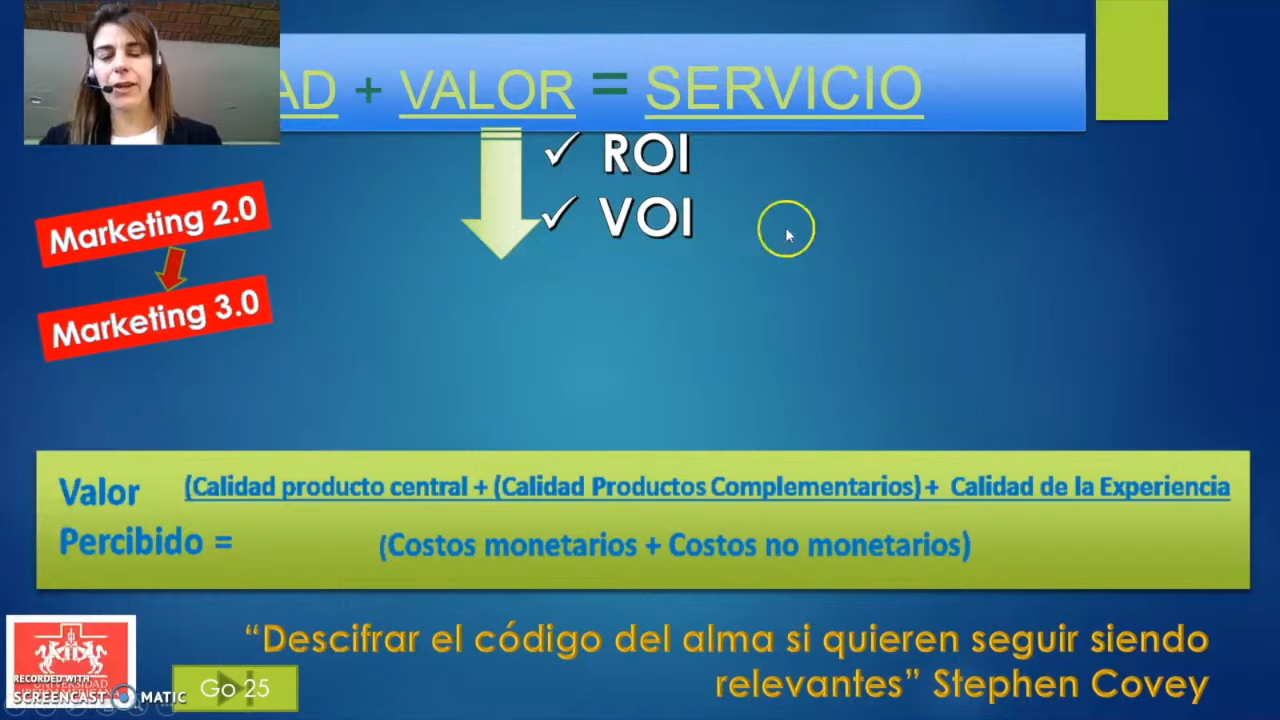 AD + VALOR = SERVICIO
✓ ROI
✓ VOI
Marketing 2.0
Marketing 3.0
Valor
(Calidad producto central + (Calidad Productos Complementarios) + Calidad de la Experiencia
Percibido =
(Costos monetarios + Costos no monetarios)
“Descifrar el código del alma si quieren seguir siendo
relevantes” Stephen Covey
Go 25
UNIVERSIDAD
RECORDED WITH
SCREENCAST MATIC